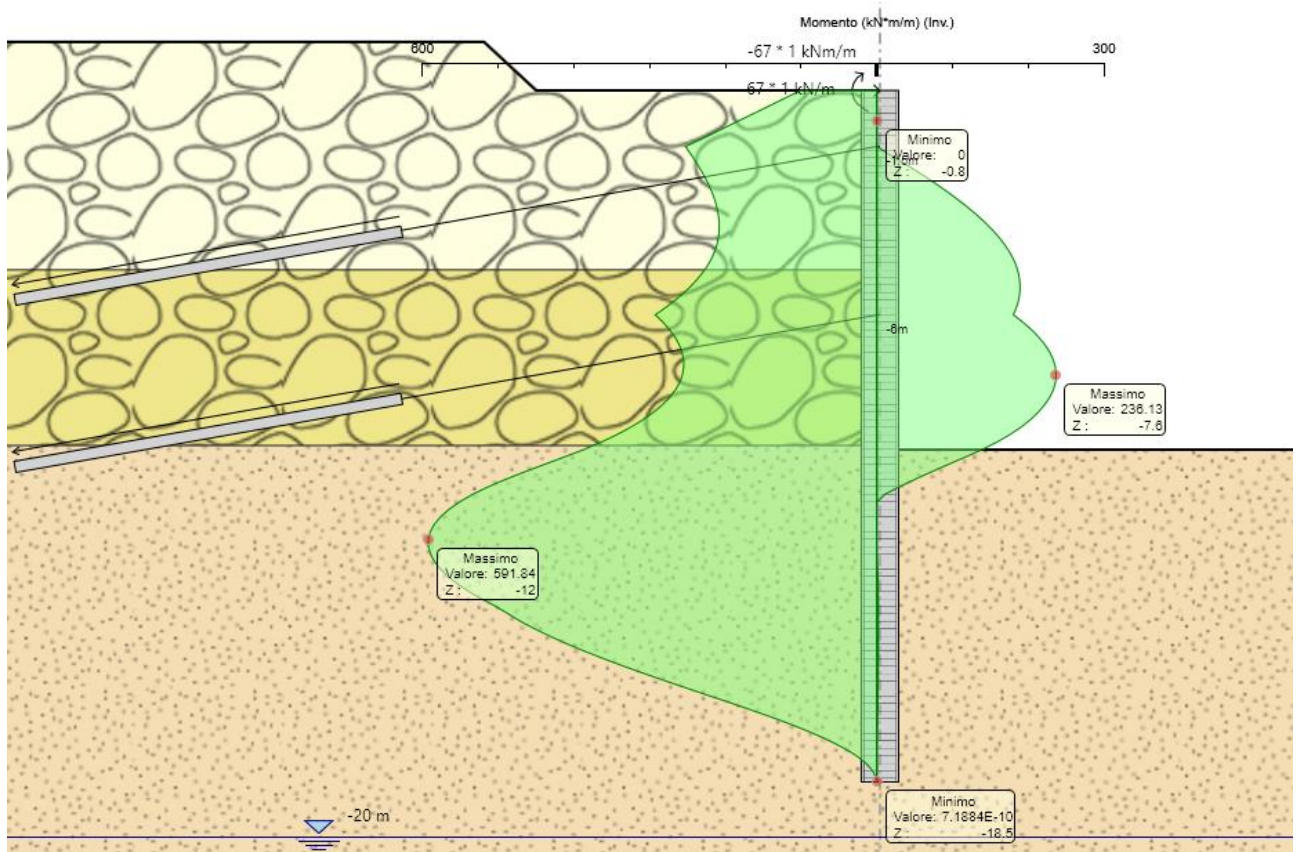 Momento (kN*m/m) (Inv.)
600
-67 * 1 kNm/m
300
67 * 1 kN/m
Minimo
Valore: 0
Z : -0.8
-6m
Massimo
Valore: 236.13
Z : -7.6
Massimo
Valore: 591.84
Z : -12
Minimo
Valore: 7.1884E-10
Z : -18.5
-20 m